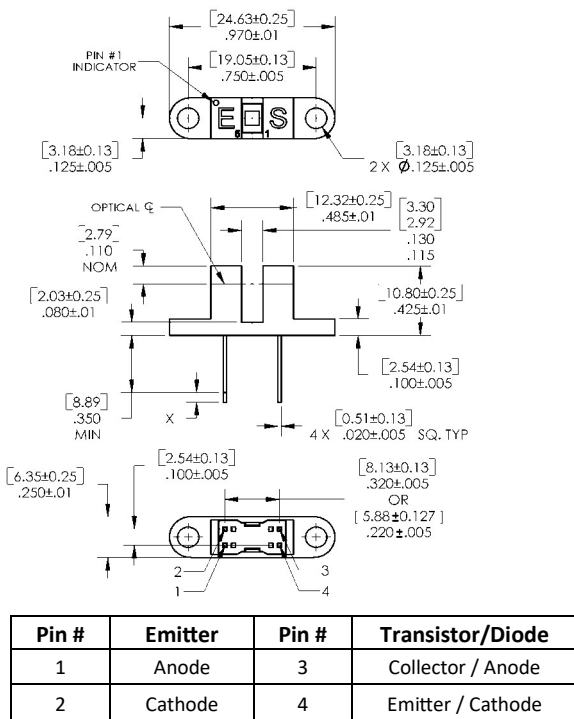 [24.63±0.25]
.970±.01
PIN #1
INDICATOR
[19.05±0.13]
.750±.005
E S
6 1
[3.18±0.13]
.125±.005
[3.18±0.13]
2 X Ø.125±.005
OPTICAL ℄
[12.32±0.25]
.485±.01
[3.30
2.92]
.130
.115
[2.79]
.110
NOM
[2.03±0.25]
.080±.01
[10.80±0.25]
.425±.01
[2.54±0.13]
.100±.005
[8.89]
.350
MIN
X
[0.51±0.13]
4 X .020±.005 SQ. TYP
[2.54±0.13]
.100±.005
[6.35±0.25]
.250±.01
[8.13±0.13]
.320±.005
OR
[5.88±0.127]
.220±.005
2 3
1 4
Pin # Emitter Pin # Transistor/Diode
1 Anode 3 Collector / Anode
2 Cathode 4 Emitter / Cathode